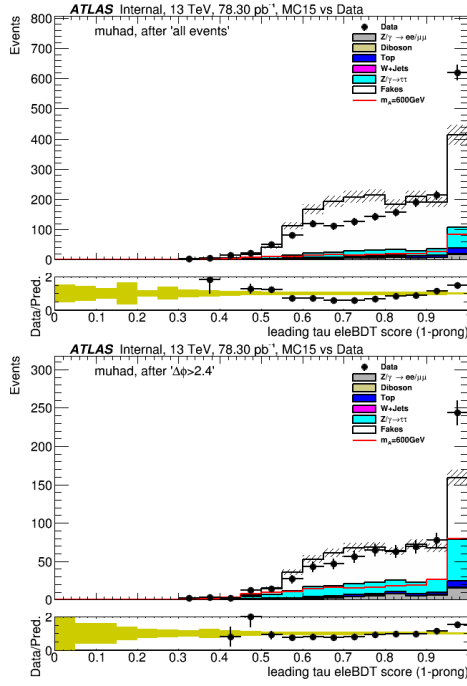 ATLAS Internal, 13 TeV, 78.30 pb⁻¹, MC15 vs Data
Events
muhad, after 'all events'
Data
Z/γ → ee/μμ
Diboson
Top
W+Jets
Z/γ→ττ
Fakes
m_A=600GeV
800
700
600
500
400
300
200
100
0
Data/Pred.
2
1
0
0 0.1 0.2 0.3 0.4 0.5 0.6 0.7 0.8 0.9
leading tau eleBDT score (1-prong)
ATLAS Internal, 13 TeV, 78.30 pb⁻¹, MC15 vs Data
Events
muhad, after 'Δϕ>2.4'
Data
Z/γ → ee/μμ
Diboson
Top
W+Jets
Z/γ→ττ
Fakes
m_A=600GeV
300
250
200
150
100
50
0
Data/Pred.
2
1
0
0 0.1 0.2 0.3 0.4 0.5 0.6 0.7 0.8 0.9
leading tau eleBDT score (1-prong)